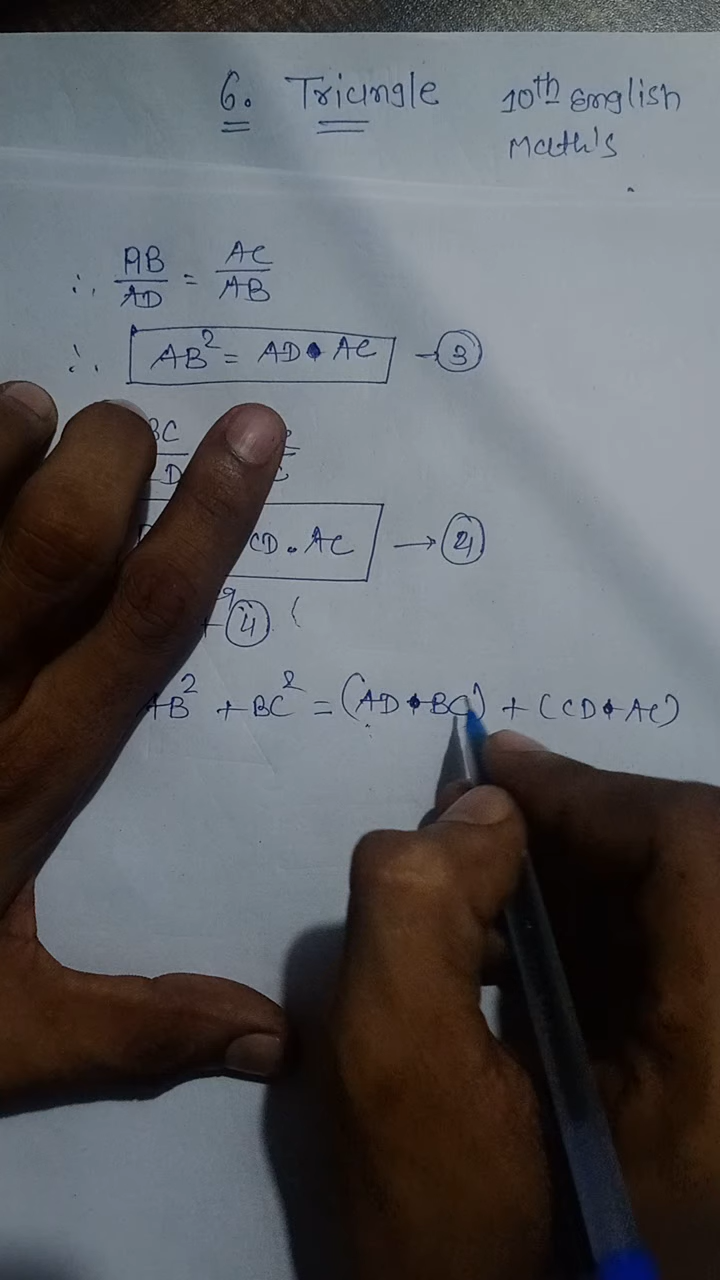 6. Triangle 10th English
Math's
∴ AB/AD = AC/AB
∴ AB² = AD • AC → 3
BC
D C
CD . AC → 4
+ 4
AB² + BC² = (AD • BC) + (CD • AC)